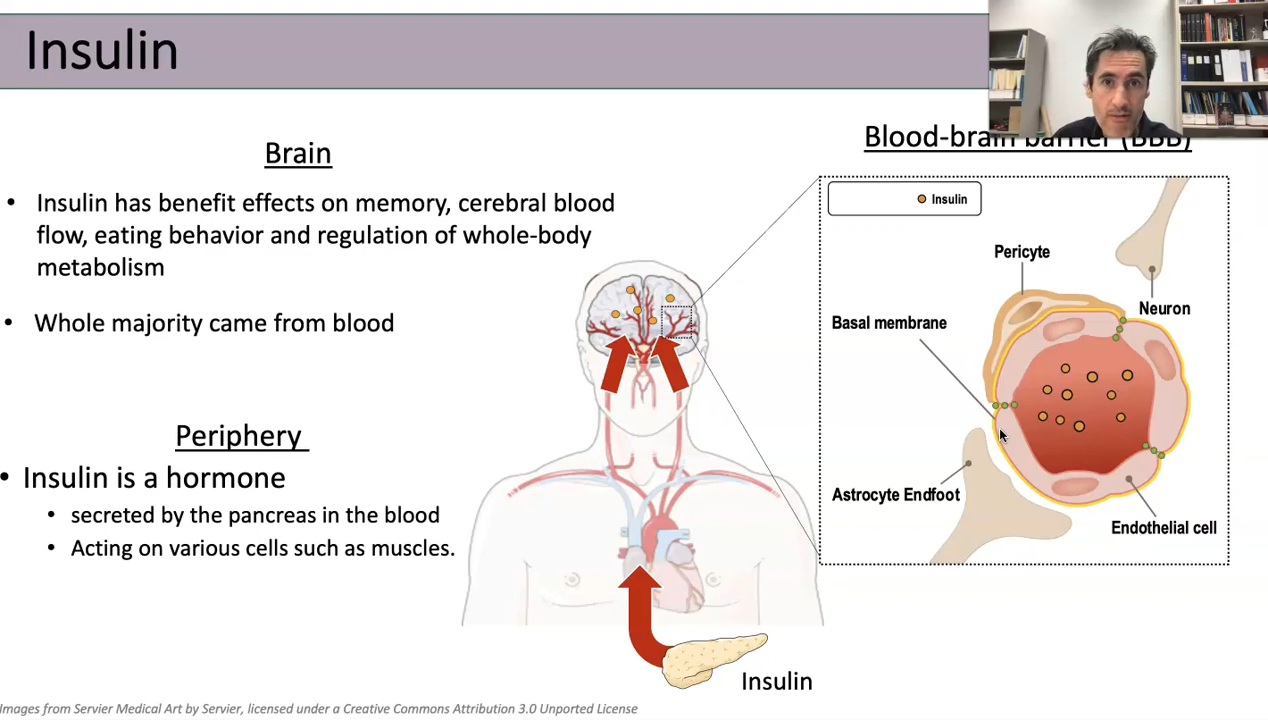 Insulin
Brain
• Insulin has benefit effects on memory, cerebral blood
flow, eating behavior and regulation of whole-body
metabolism
• Whole majority came from blood
Periphery
• Insulin is a hormone
• secreted by the pancreas in the blood
• Acting on various cells such as muscles.
Insulin
Blood-brain barrier (BBB)
Insulin
Pericyte
Neuron
Basal membrane
Astrocyte Endfoot
Endothelial cell
Images from Servier Medical Art by Servier, licensed under a Creative Commons Attribution 3.0 Unported License